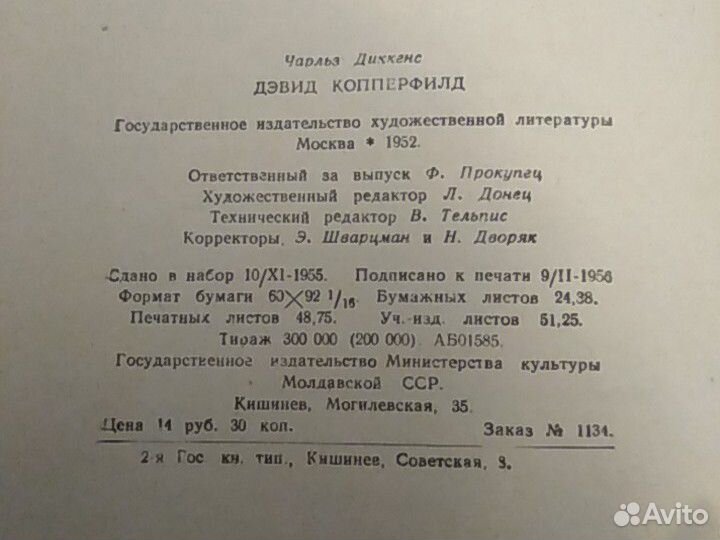 Чарльз Диккенс
ДЭВИД КОППЕРФИЛД
Государственное издательство художественной литературы
Москва * 1952.
Ответственный за выпуск Ф. Прокупец
Художественный редактор Л. Донец
Технический редактор В. Тельпис
Корректоры, Э. Шварцман и Н. Дворяк
Сдано в набор 10/XI-1955. Подписано к печати 9/II-1956
Формат бумаги 60×92 1/16. Бумажных листов 24,38.
Печатных листов 48,75. Уч.-изд. листов 51,25.
Тираж 300 000 (200 000). АБ01585.
Государственное издательство Министерства культуры
Молдавской ССР.
Кишинев, Могилевская, 35.
Цена 14 руб. 30 коп. Заказ № 1134.
2-я Гос кн. тип., Кишинев, Советская, 8.
Avito